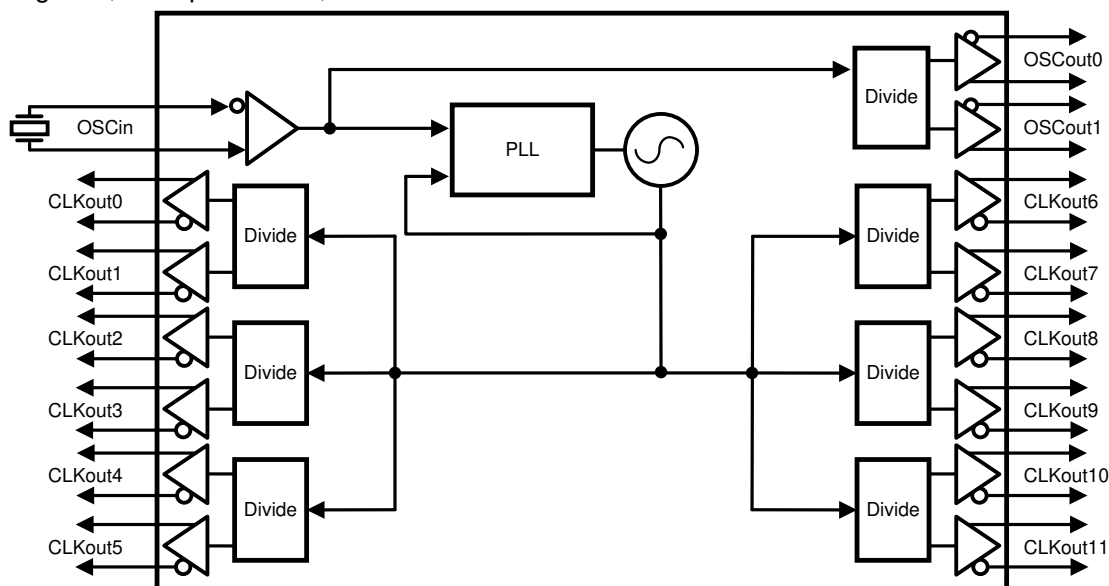 OSCout0
Divide
OSCin
OSCout1
PLL
CLKout0
CLKout6
Divide
Divide
CLKout1
CLKout7
CLKout2
CLKout8
Divide
Divide
CLKout3
CLKout9
CLKout4
CLKout10
Divide
Divide
CLKout5
CLKout11